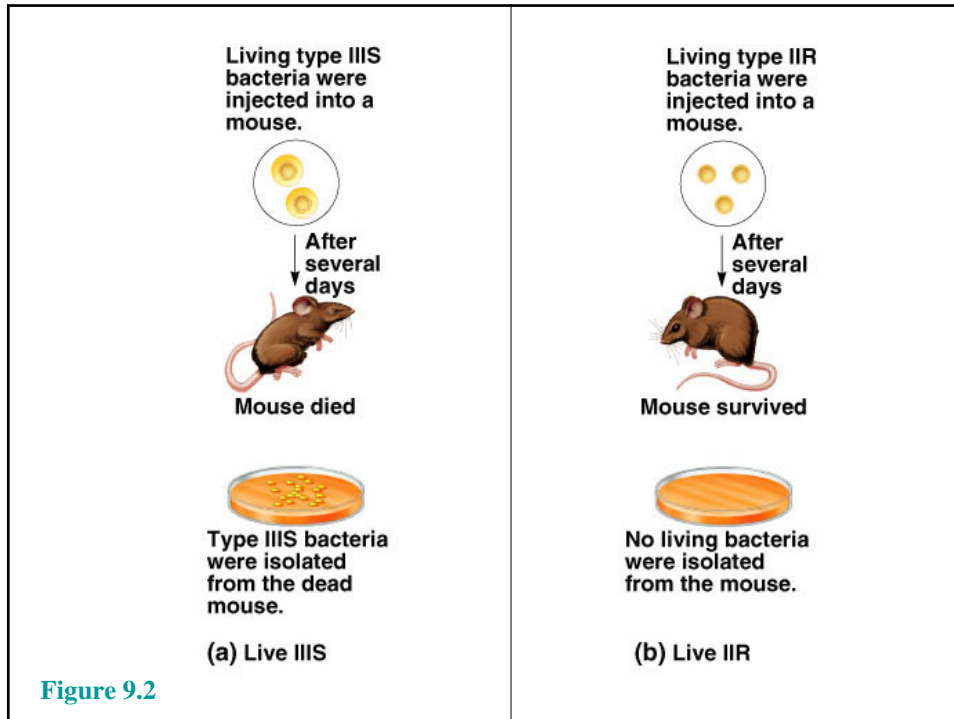 Living type IIIS
bacteria were
injected into a
mouse.
After
several
days
Mouse died
Type IIIS bacteria
were isolated
from the dead
mouse.
(a) Live IIIS
Living type IIR
bacteria were
injected into a
mouse.
After
several
days
Mouse survived
No living bacteria
were isolated
from the mouse.
(b) Live IIR
Figure 9.2